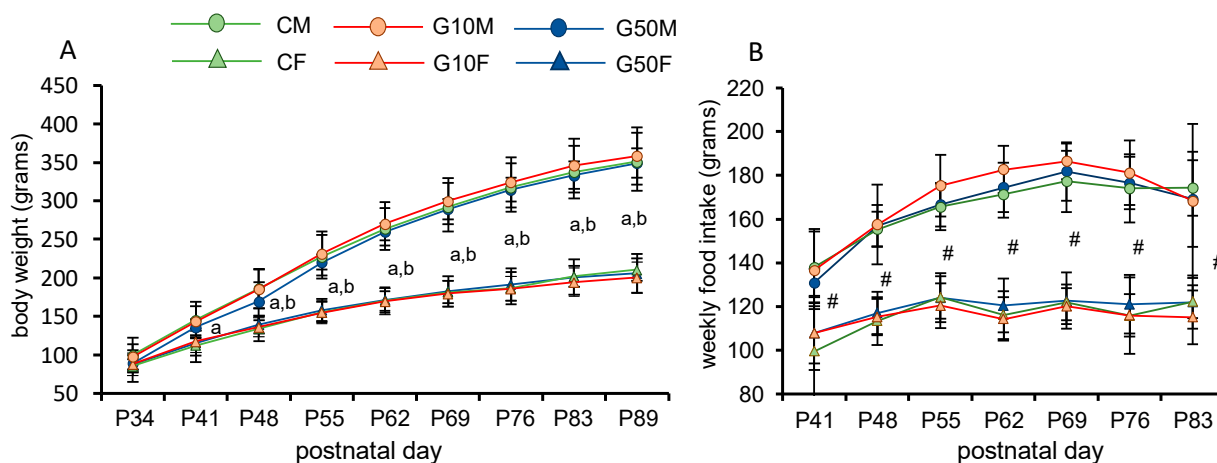 CM G10M G50M
CF G10F G50F
A
450
400
350
300
250
200
150
100
50
body weight (grams)
a a,b a,b a,b a,b a,b a,b a,b
P34 P41 P48 P55 P62 P69 P76 P83 P89
postnatal day
B
220
200
180
160
140
120
100
80
weekly food intake (grams)
# # # # # # #
P41 P48 P55 P62 P69 P76 P83
postnatal day